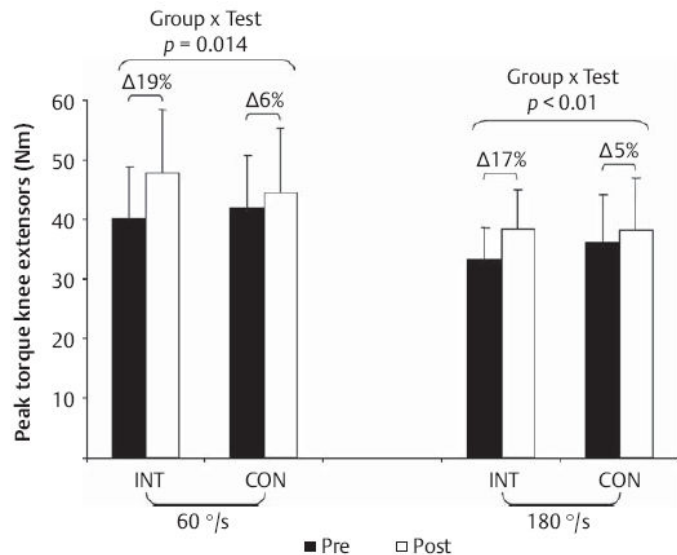 Group x Test
p = 0.014
Δ19%
Δ6%
Group x Test
p < 0.01
Δ17%
Δ5%
Peak torque knee extensors (Nm)
60
50
40
30
20
10
INT
CON
INT
CON
60 °/s
180 °/s
Pre
Post